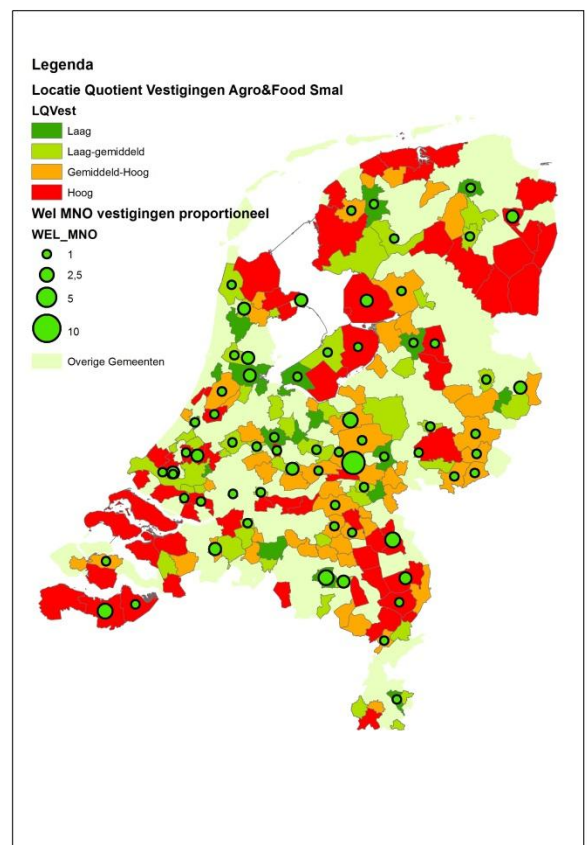 Legenda
Locatie Quotient Vestigingen Agro&Food Smal
LQVest
Laag
Laag-gemiddeld
Gemiddeld-Hoog
Hoog
Wel MNO vestigingen proportioneel
WEL_MNO
1
2,5
5
10
Overige Gemeenten